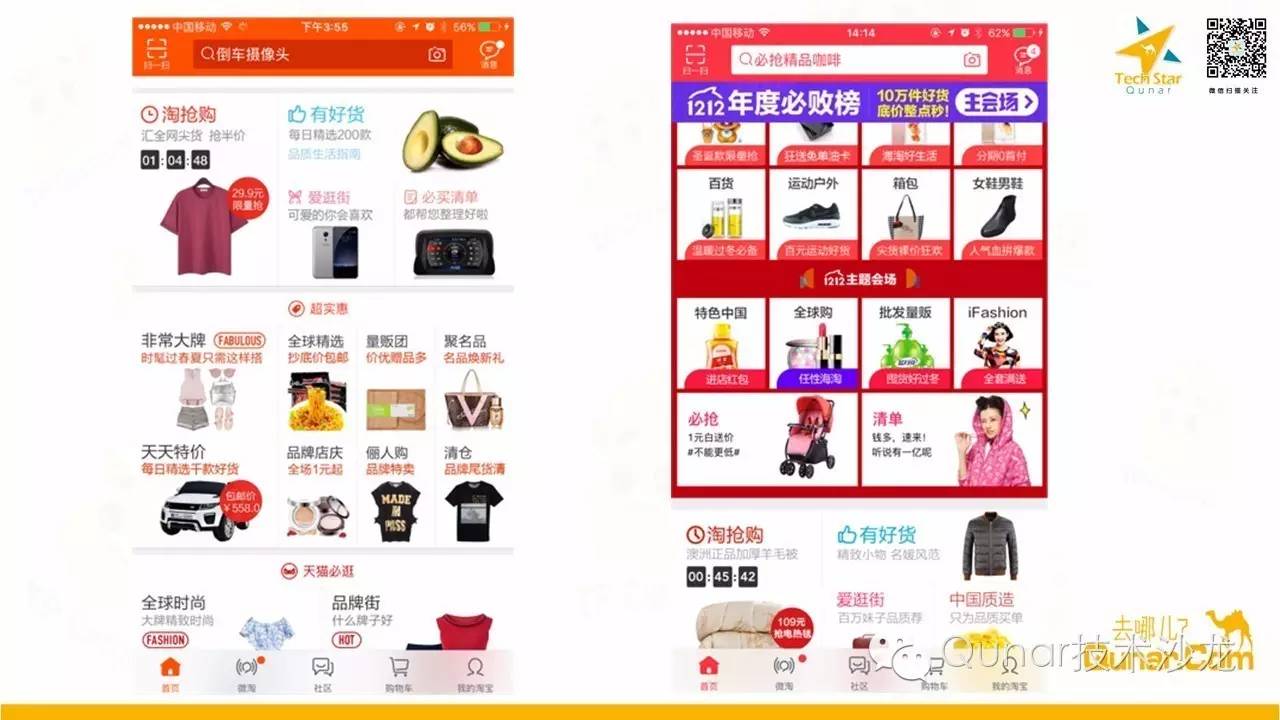 中国移动
下午3:55
56%
扫一扫
倒车摄像头
消息
淘抢购
汇全网尖货 抢半价
01:04:48
29.9元
限量抢
有好货
每日精选200款
品质生活指南
爱逛街
可爱的你会喜欢
必买清单
都帮您整理好啦
超实惠
非常大牌 FABULOUS
时髦过春夏只需这样搭
全球精选
抄底价包邮
量贩团
价优赠品多
聚名品
名品焕新礼
天天特价
每日精选千款好货
包邮价
¥558.0
品牌店庆
全场1元起
俪人购
品牌特卖
清仓
品牌尾货清
MADE
天猫必逛
全球时尚
大牌精致时尚
FASHION
品牌街
什么牌子好
HOT
首页
微淘
社区
购物车
我的淘宝
中国移动
14:14
62%
扫一扫
必抢精品咖啡
4
消息
1212年度必败榜
10万件好货
底价整点秒!
主会场
圣诞款限量抢
狂送免单油卡
海淘好生活
分期0首付
百货
运动户外
箱包
女鞋男鞋
温暖过冬必备
百元运动好货
尖货裸价狂欢
人气血拼爆款
1212主题会场
特色中国
全球购
批发量贩
iFashion
进店红包
任性海淘
囤货好过冬
全套满送
必抢
1元白送价
#不能更低#
清单
钱多，速来!
听说有一亿呢
淘抢购
澳洲正品加厚羊毛被
00:45:42
109元
抢电热毯
有好货
精致小物 名媛风范
爱逛街
百万妹子品质荐
中国质造
只为品质买单
首页
微淘
社区
购物车
我的淘宝
Tech Star
Qunar
微信扫描关注
去哪儿?
Qunar.Com
Qunar技术沙龙